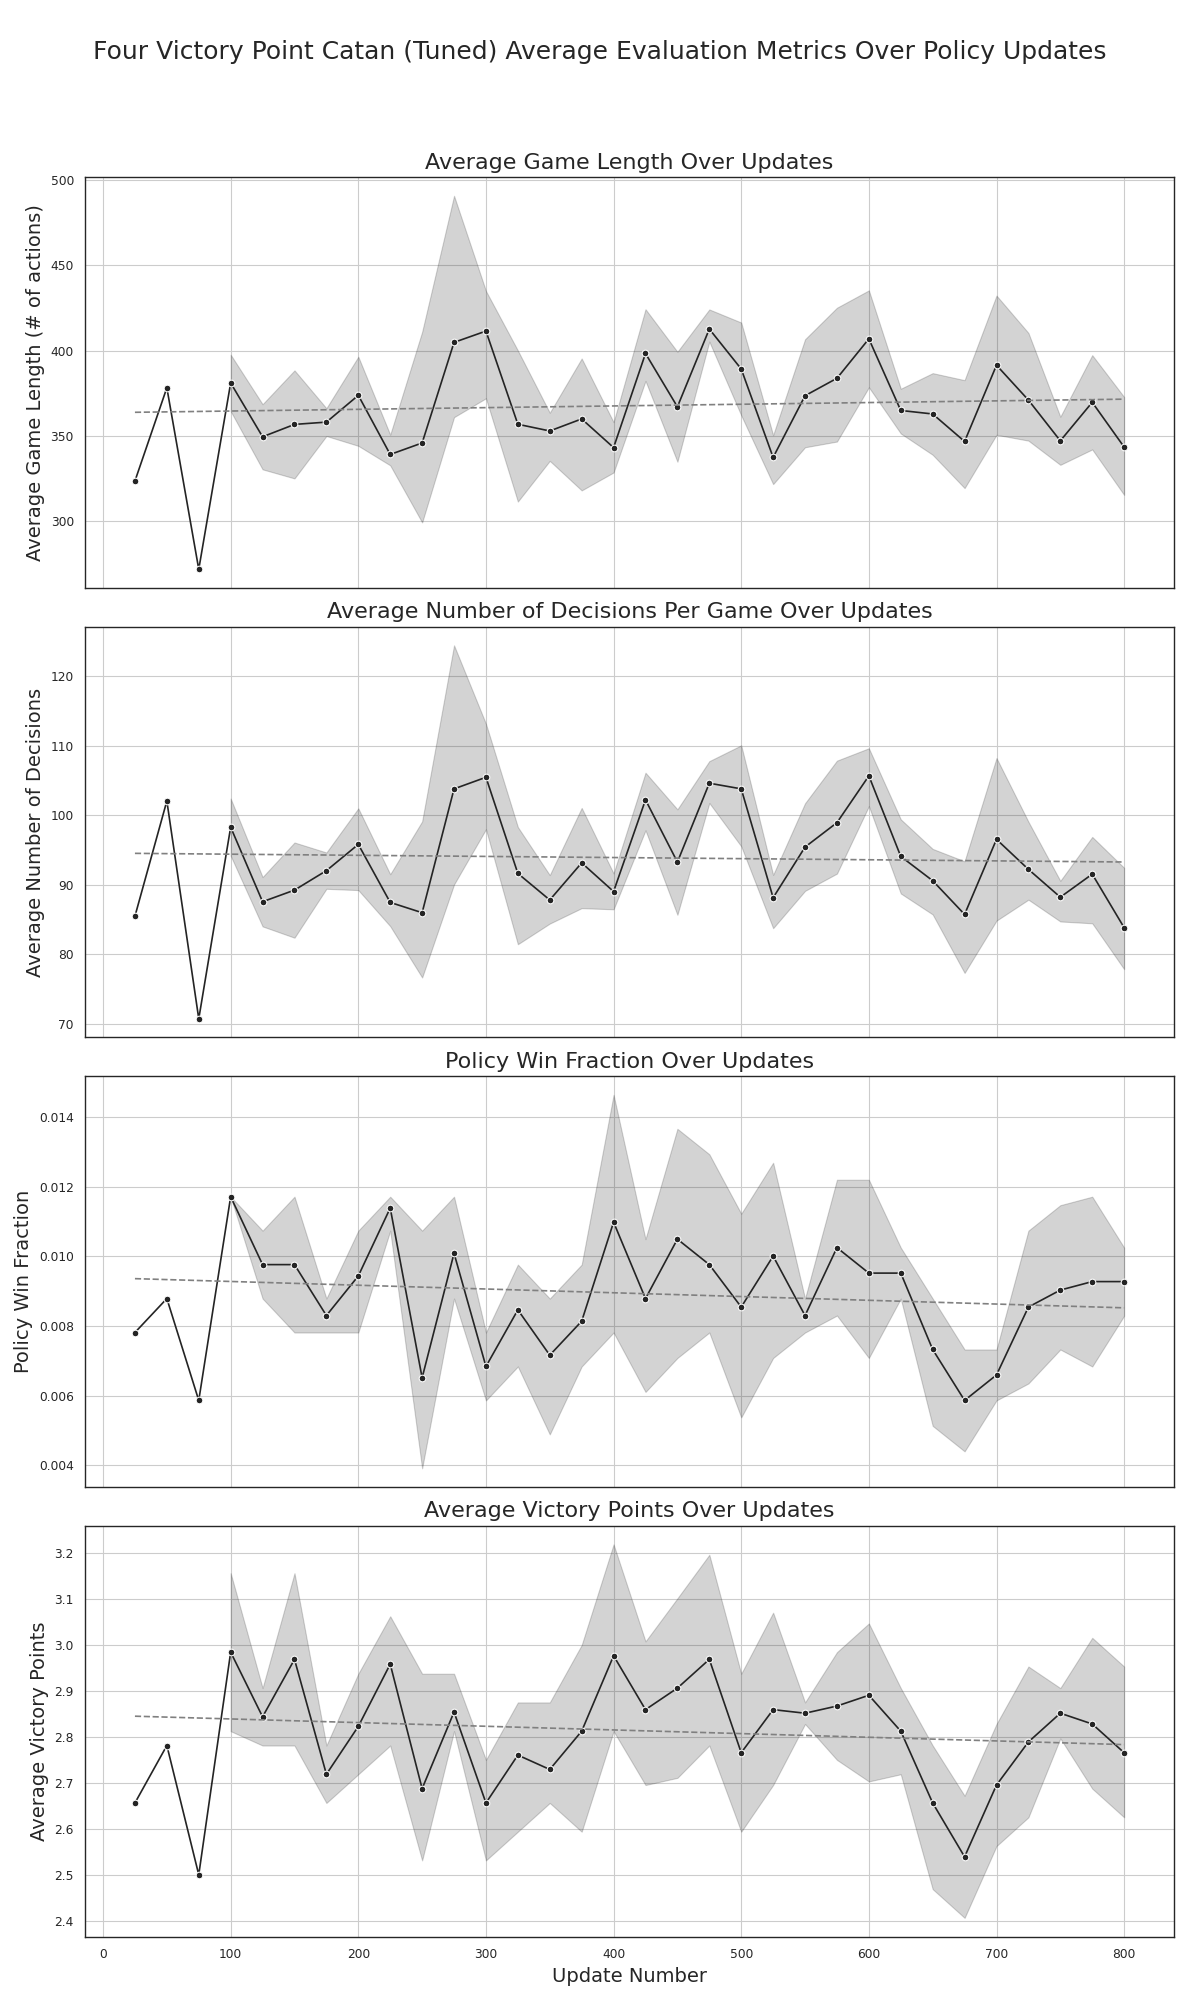 Four Victory Point Catan (Tuned) Average Evaluation Metrics Over Policy Updates
Average Game Length Over Updates
Average Game Length (# of actions)
500
450
400
350
300
Average Number of Decisions Per Game Over Updates
Average Number of Decisions
120
110
100
90
80
70
Policy Win Fraction Over Updates
Policy Win Fraction
0.014
0.012
0.010
0.008
0.006
0.004
Average Victory Points Over Updates
Average Victory Points
3.2
3.1
3.0
2.9
2.8
2.7
2.6
2.5
2.4
0 100 200 300 400 500 600 700 800
Update Number